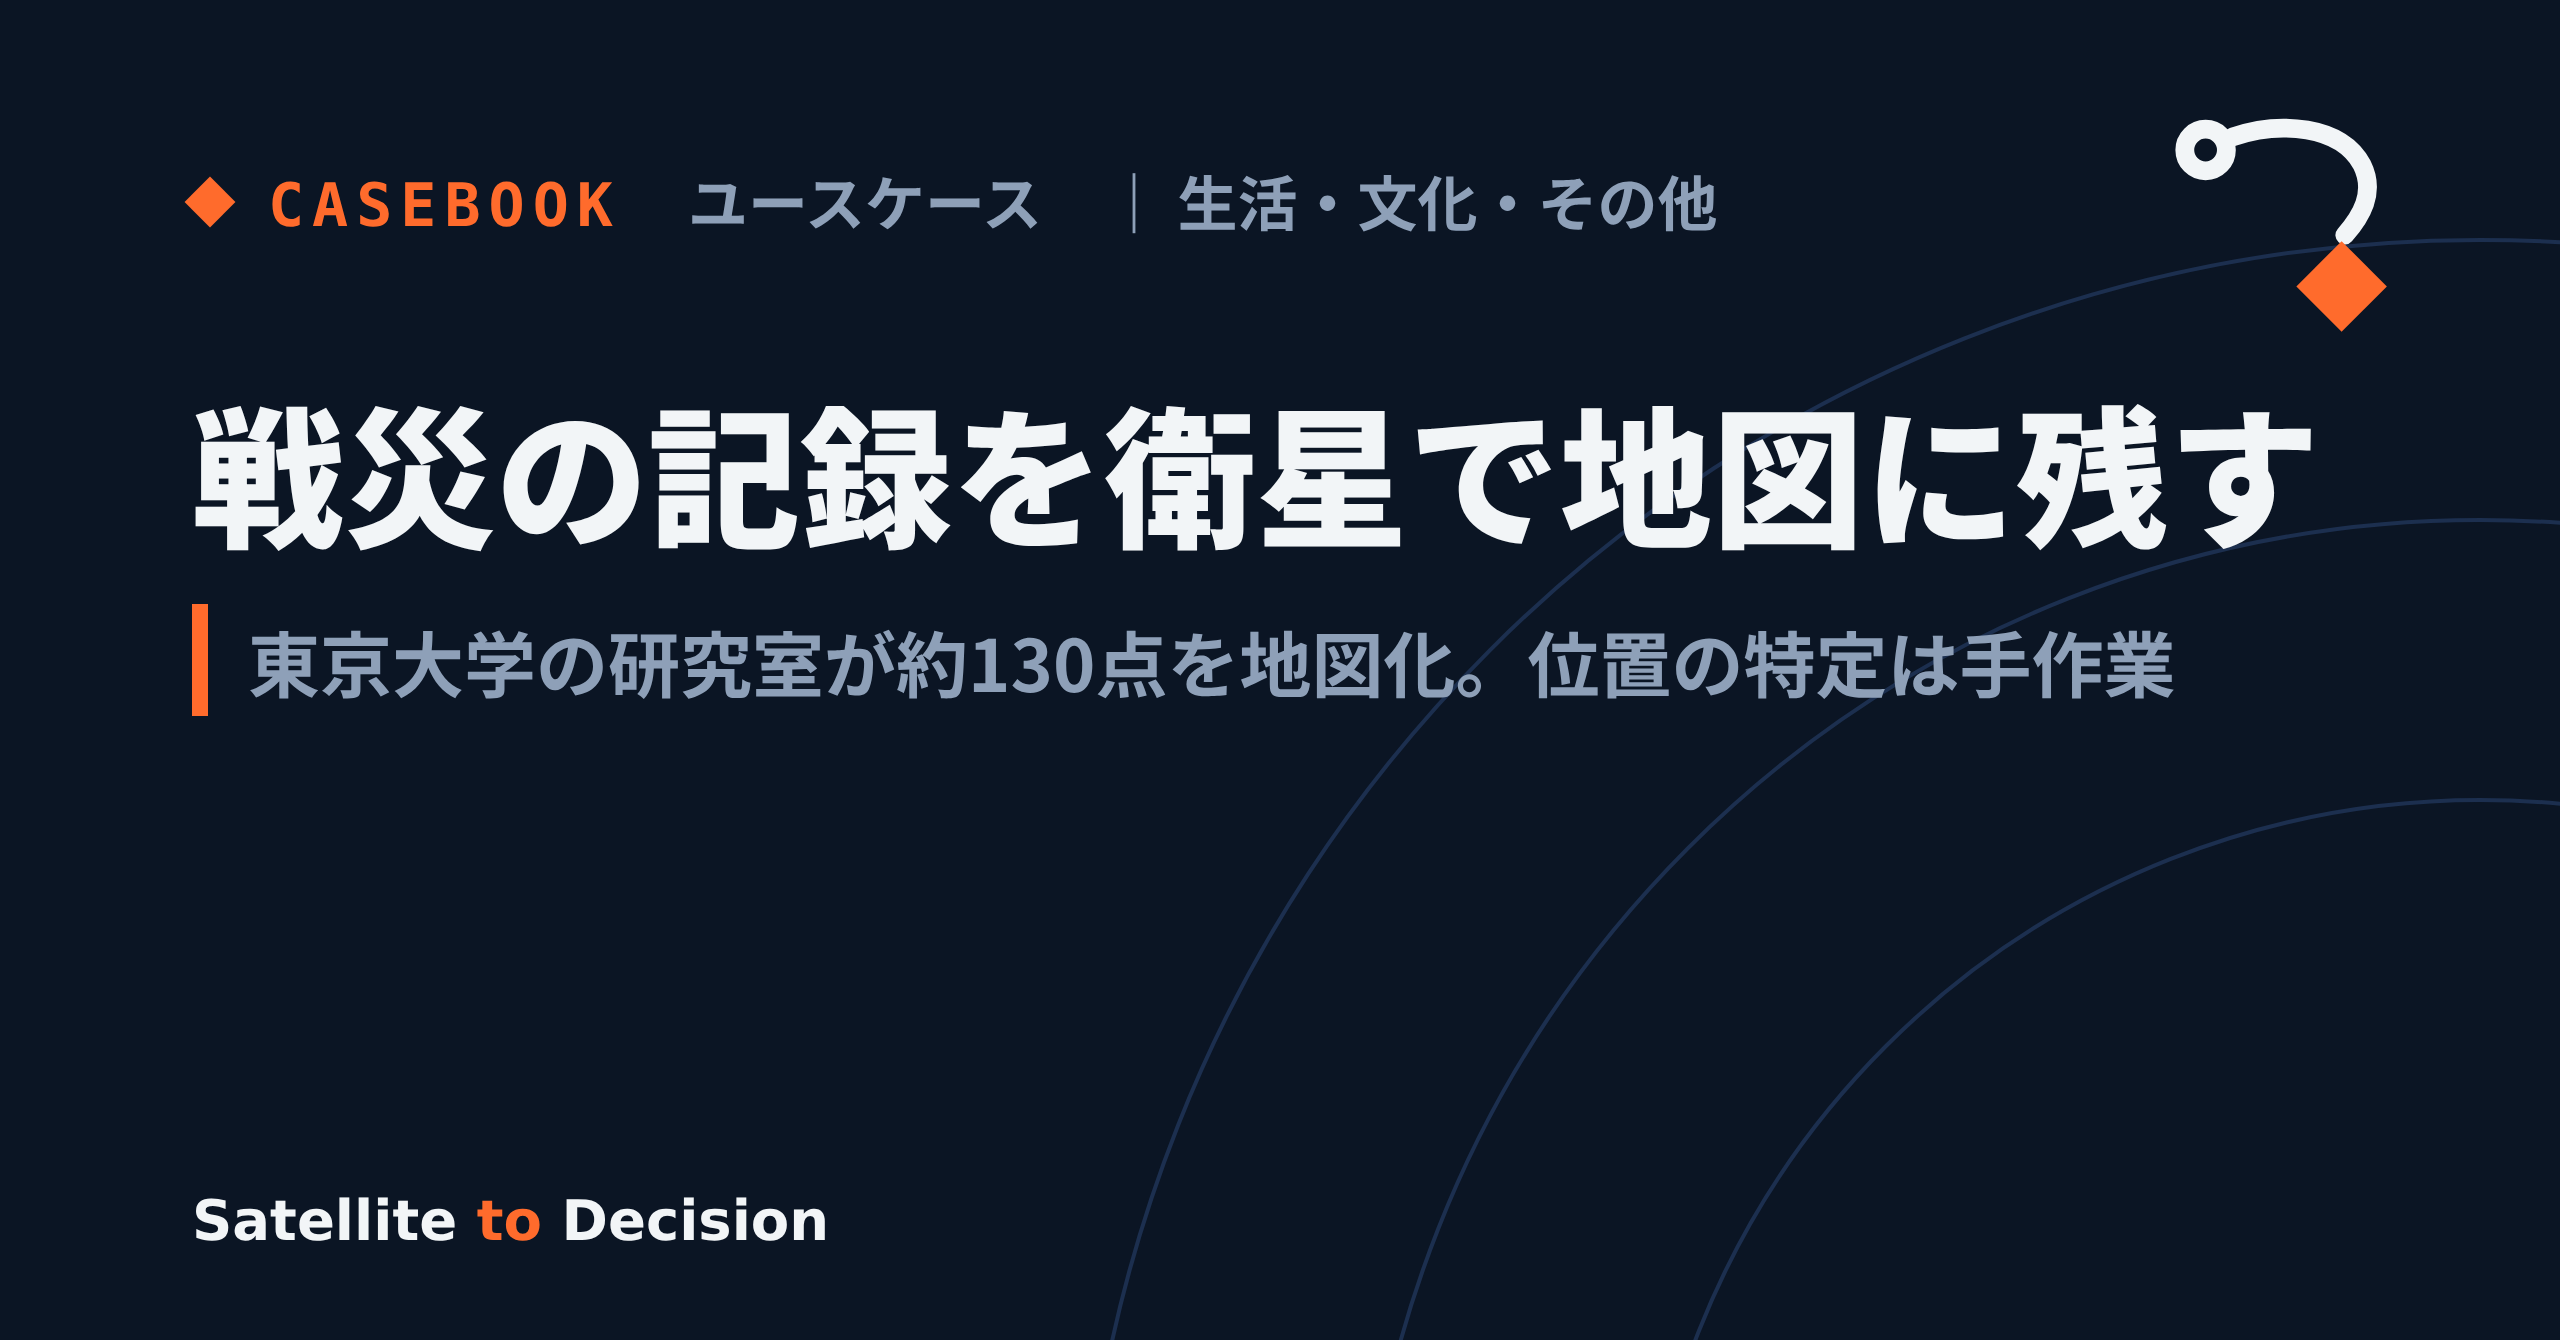 CASEBOOK ユースケース | 生活・文化・その他
戦災の記録を衛星で地図に残す
東京大学の研究室が約130点を地図化。位置の特定は手作業
Satellite to Decision